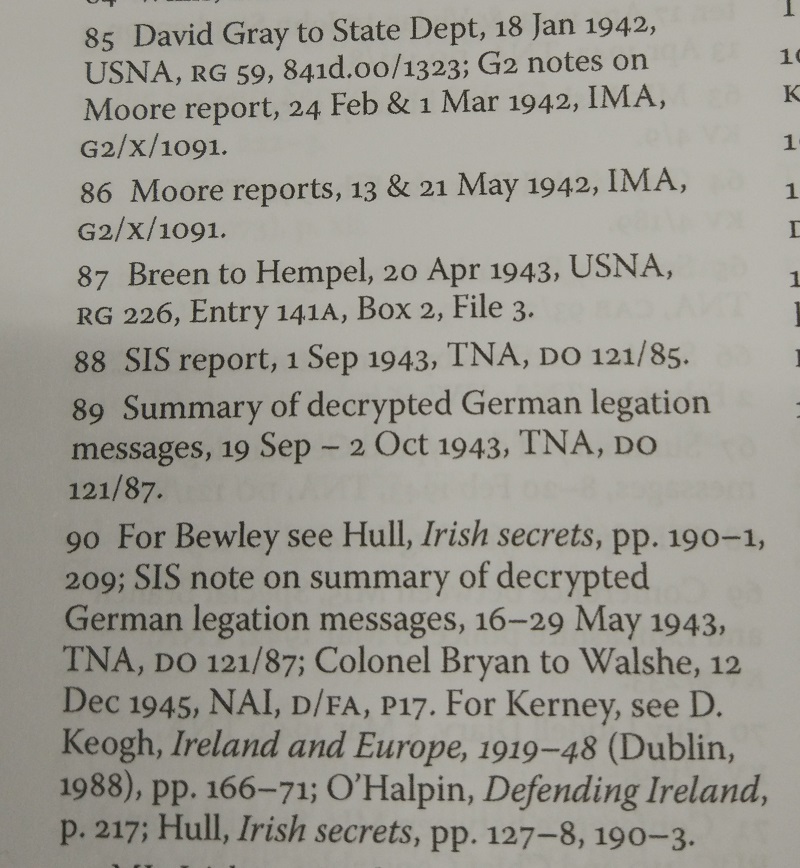 85 David Gray to State Dept, 18 Jan 1942,
USNA, RG 59, 841d.00/1323; G2 notes on
Moore report, 24 Feb & 1 Mar 1942, IMA,
G2/X/1091.
86 Moore reports, 13 & 21 May 1942, IMA,
G2/X/1091.
87 Breen to Hempel, 20 Apr 1943, USNA,
RG 226, Entry 141A, Box 2, File 3.
88 SIS report, 1 Sep 1943, TNA, DO 121/85.
89 Summary of decrypted German legation
messages, 19 Sep – 2 Oct 1943, TNA, DO
121/87.
90 For Bewley see Hull, Irish secrets, pp. 190–1,
209; SIS note on summary of decrypted
German legation messages, 16–29 May 1943,
TNA, DO 121/87; Colonel Bryan to Walshe, 12
Dec 1945, NAI, D/FA, P17. For Kerney, see D.
Keogh, Ireland and Europe, 1919–48 (Dublin,
1988), pp. 166–71; O'Halpin, Defending Ireland,
p. 217; Hull, Irish secrets, pp. 127–8, 190–3.